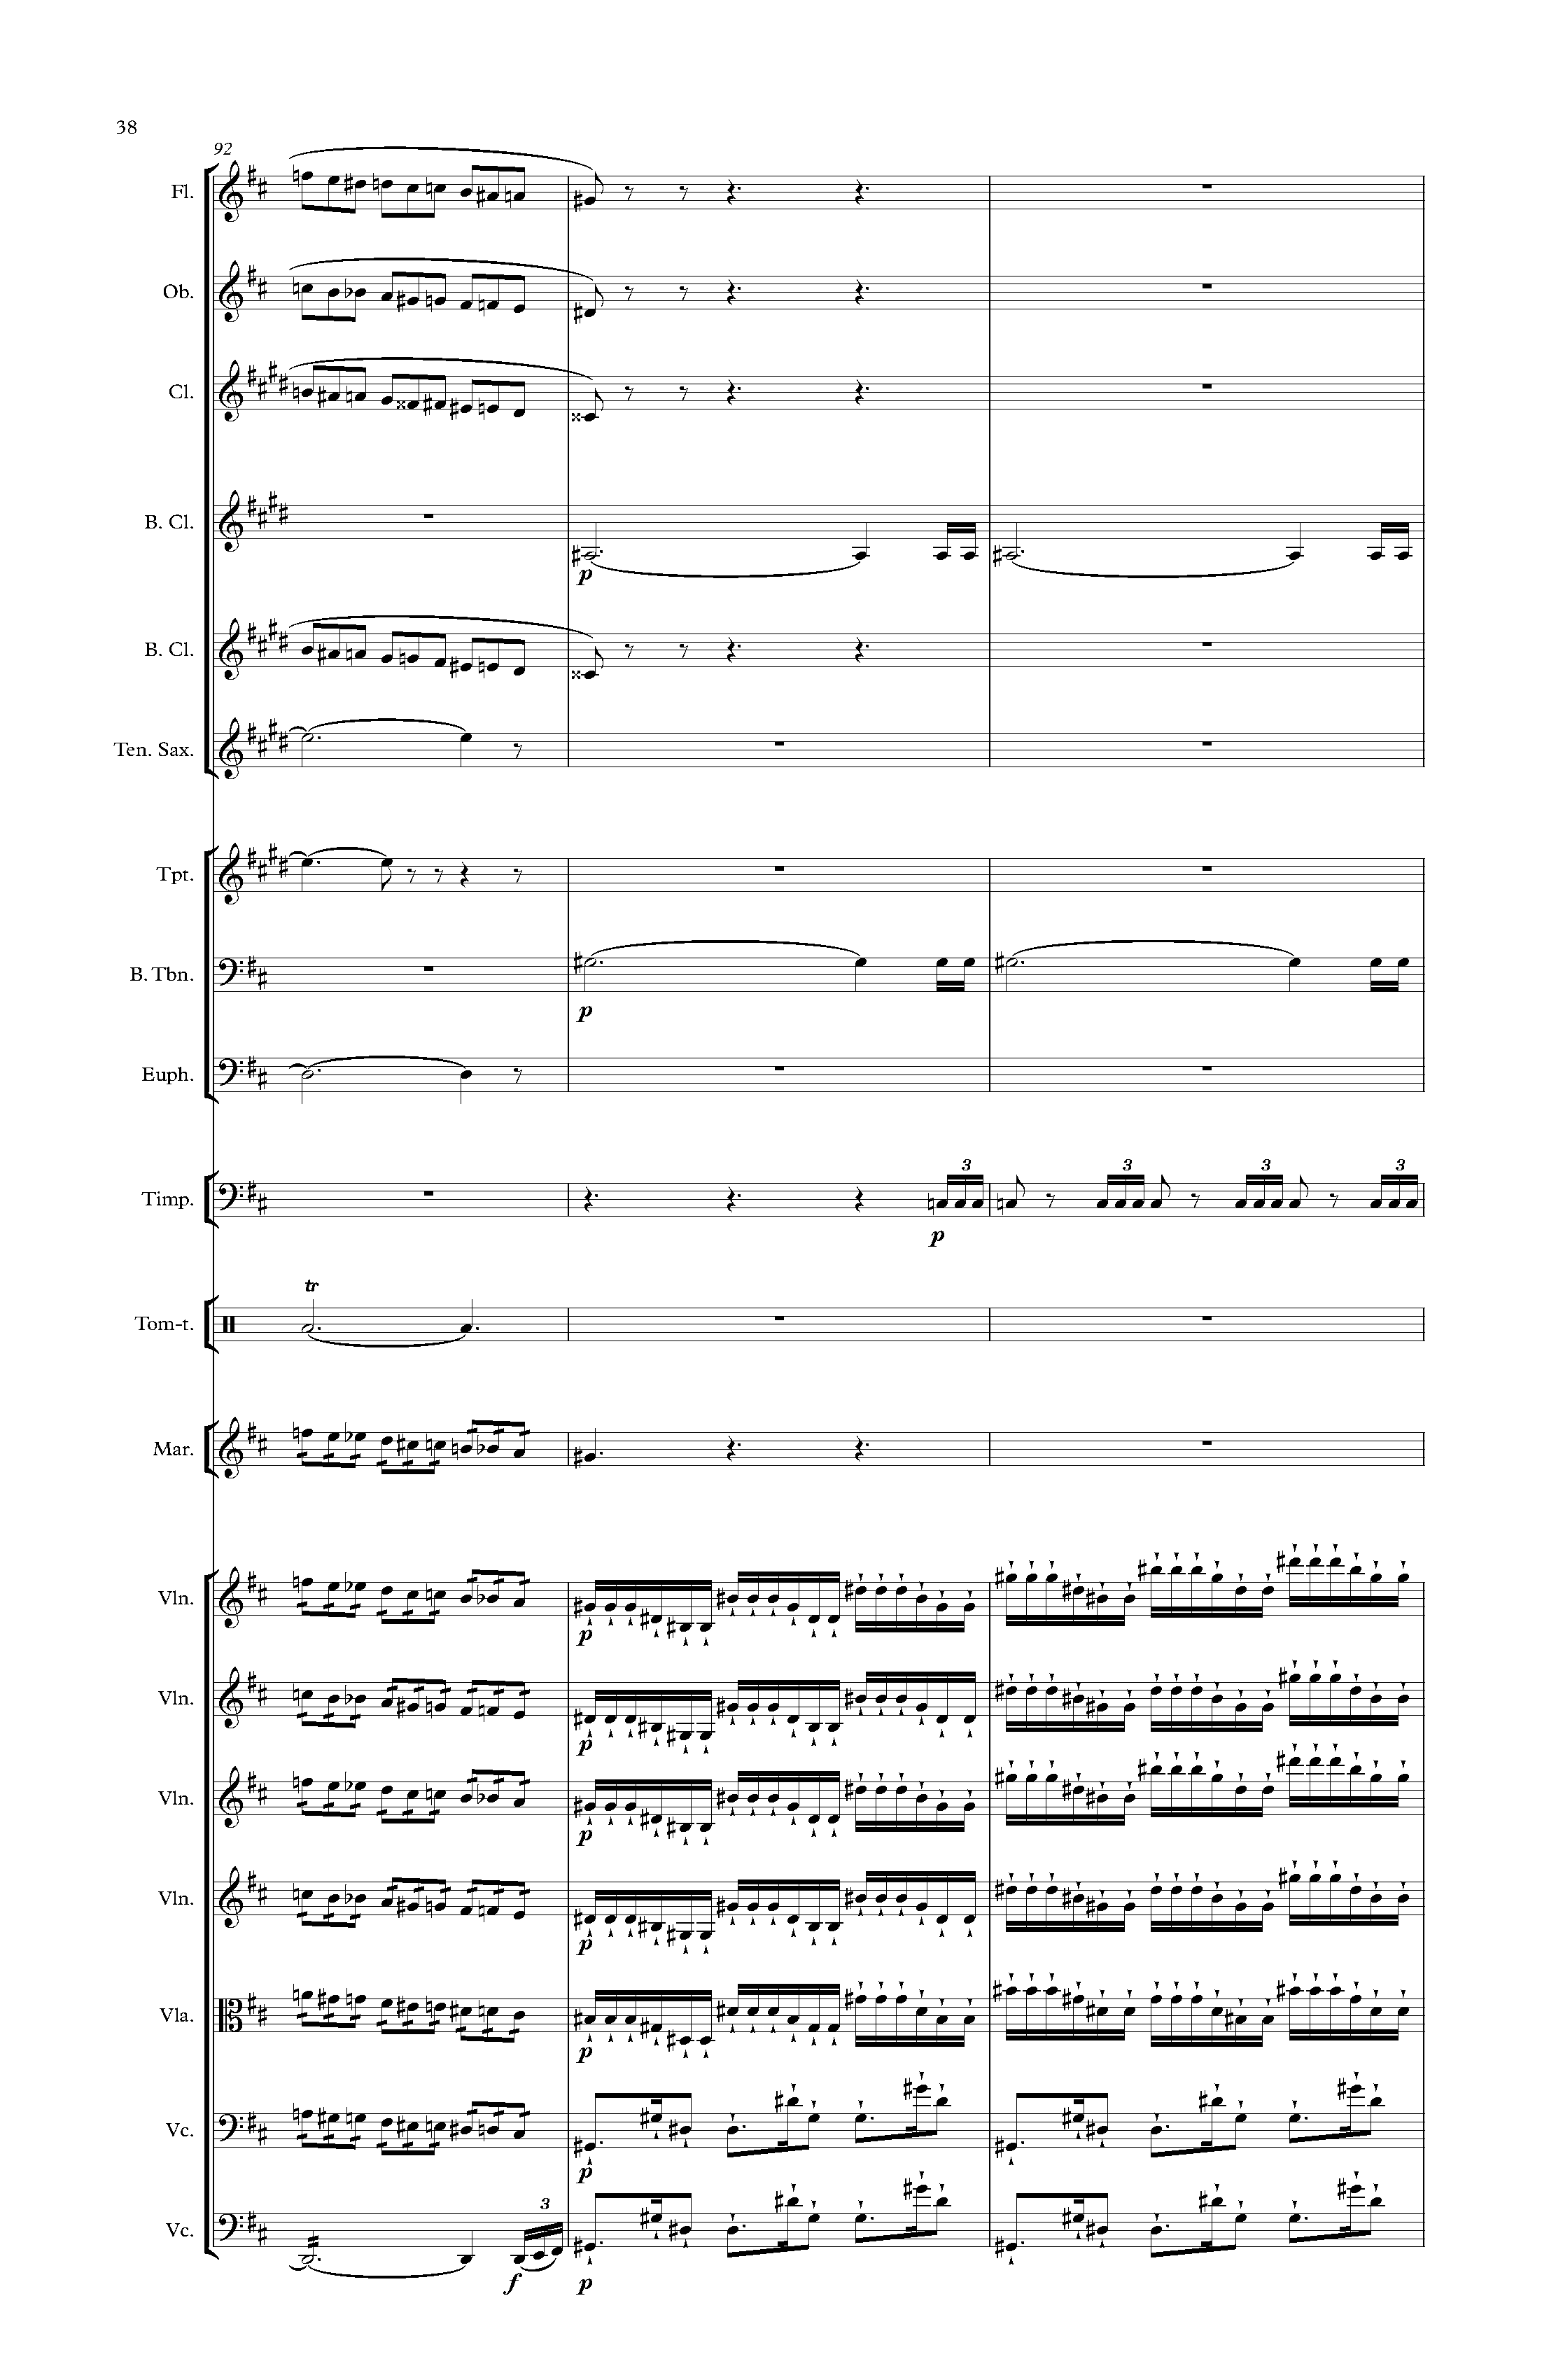 38
92
Fl.
Ob.
Cl.
B. Cl.
p
B. Cl.
Ten. Sax.
Tpt.
B. Tbn.
p
Euph.
Timp.
3 3 3 3
p
Tom-t.
tr
Mar.
Vln.
p
Vln.
p
Vln.
p
Vln.
p
Vla.
p
Vc.
p
Vc.
3
f p